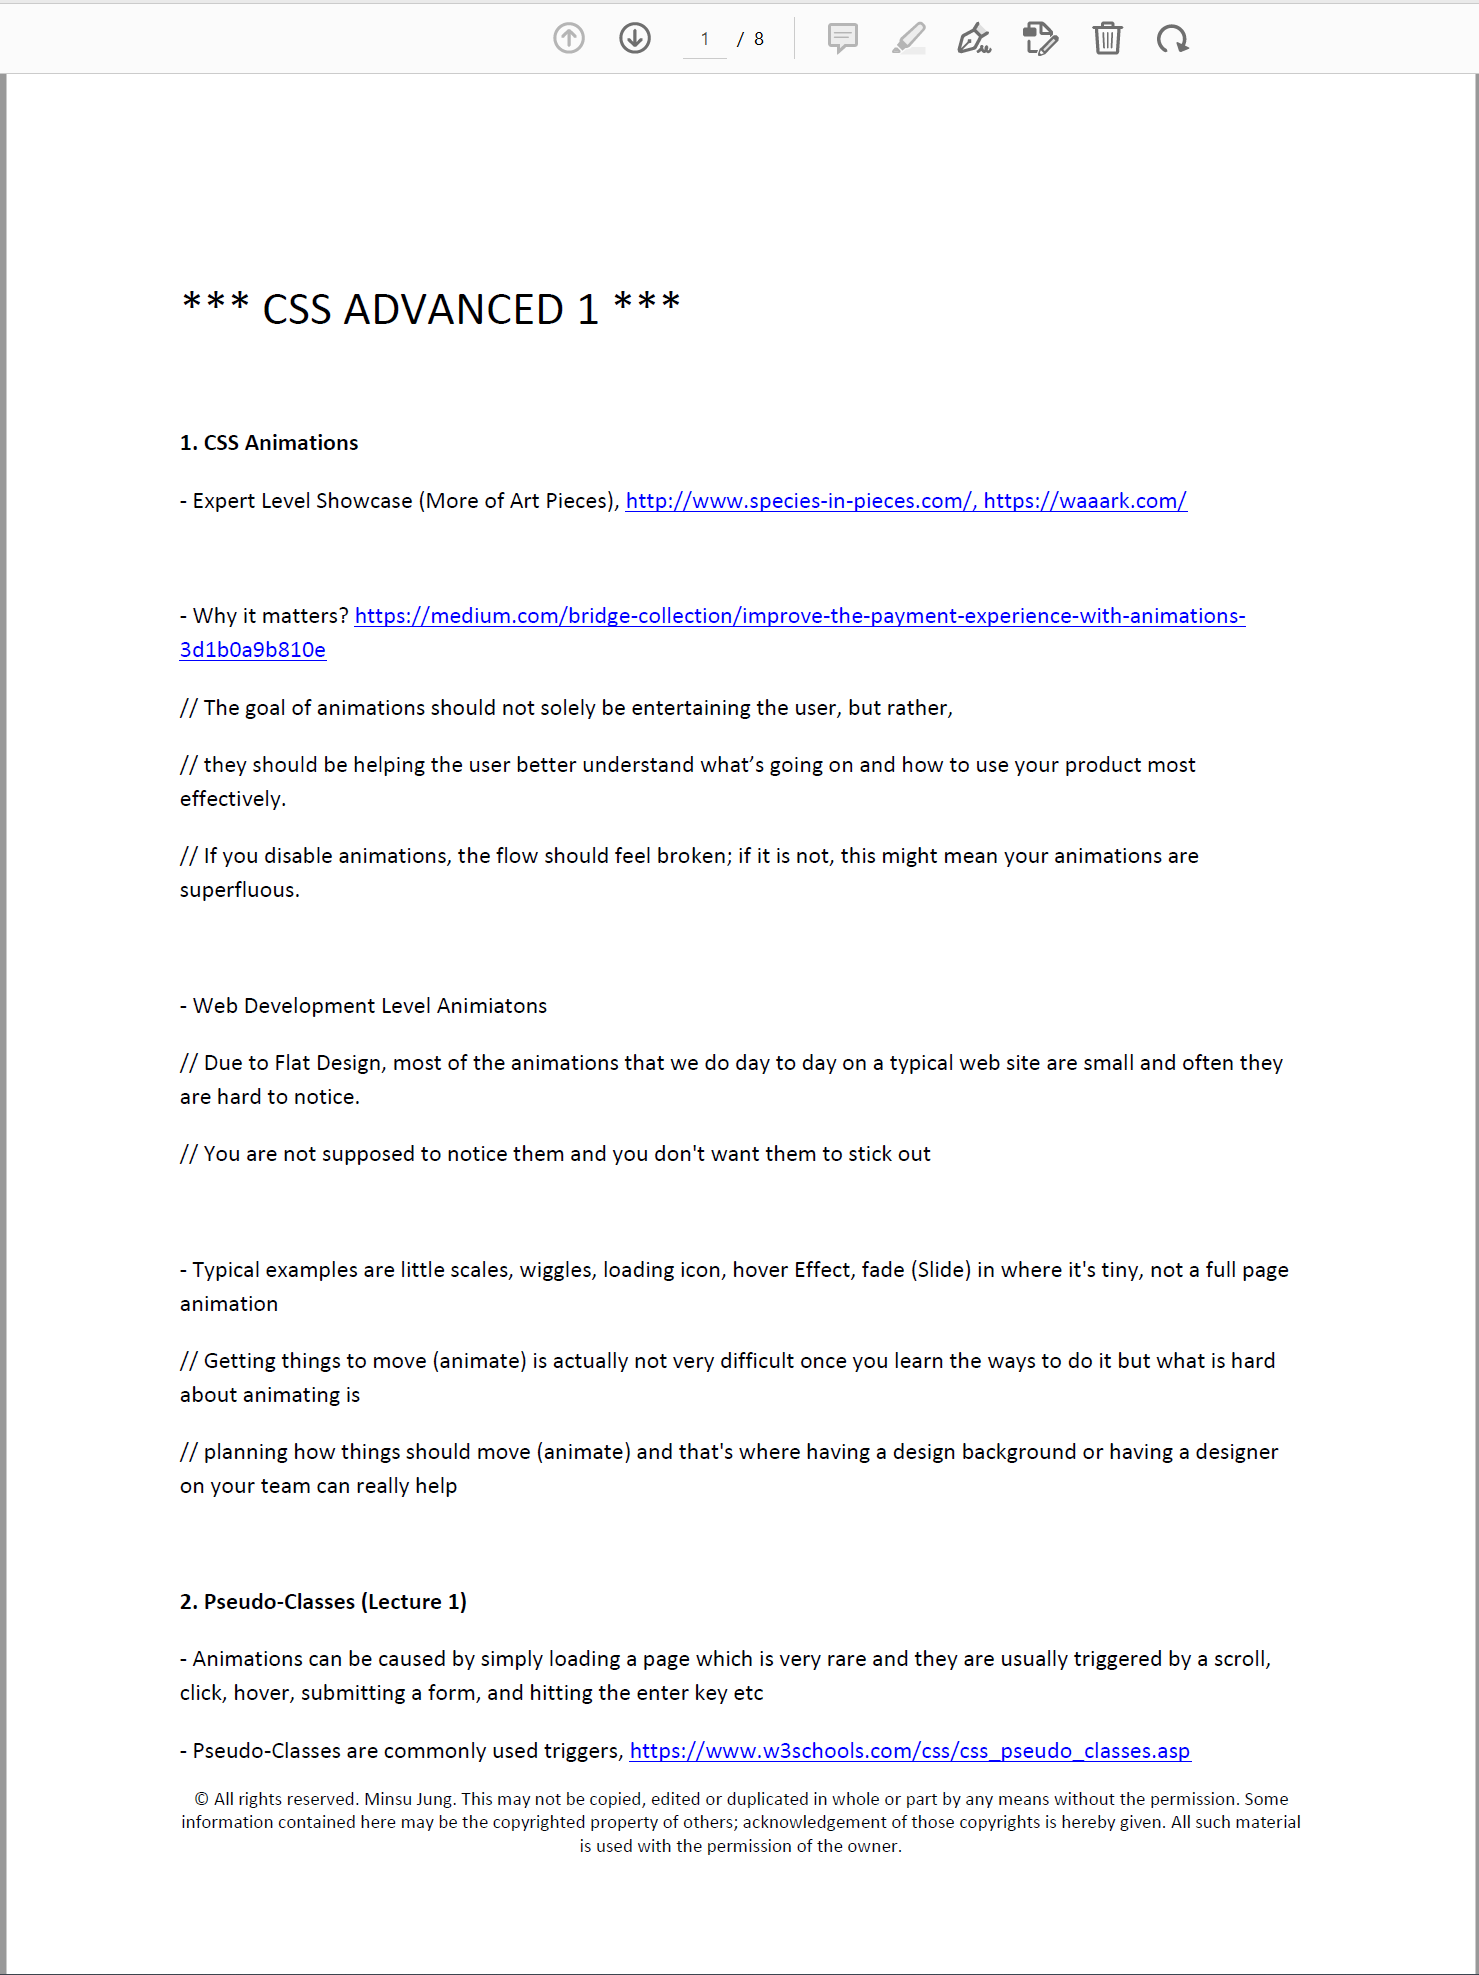 1 / 8
*** CSS ADVANCED 1 ***
1. CSS Animations
- Expert Level Showcase (More of Art Pieces), http://www.species-in-pieces.com/, https://waaark.com/
- Why it matters? https://medium.com/bridge-collection/improve-the-payment-experience-with-animations-
3d1b0a9b810e
// The goal of animations should not solely be entertaining the user, but rather,
// they should be helping the user better understand what’s going on and how to use your product most
effectively.
// If you disable animations, the flow should feel broken; if it is not, this might mean your animations are
superfluous.
- Web Development Level Animiatons
// Due to Flat Design, most of the animations that we do day to day on a typical web site are small and often they
are hard to notice.
// You are not supposed to notice them and you don't want them to stick out
- Typical examples are little scales, wiggles, loading icon, hover Effect, fade (Slide) in where it's tiny, not a full page
animation
// Getting things to move (animate) is actually not very difficult once you learn the ways to do it but what is hard
about animating is
// planning how things should move (animate) and that's where having a design background or having a designer
on your team can really help
2. Pseudo-Classes (Lecture 1)
- Animations can be caused by simply loading a page which is very rare and they are usually triggered by a scroll,
click, hover, submitting a form, and hitting the enter key etc
- Pseudo-Classes are commonly used triggers, https://www.w3schools.com/css/css_pseudo_classes.asp
© All rights reserved. Minsu Jung. This may not be copied, edited or duplicated in whole or part by any means without the permission. Some
information contained here may be the copyrighted property of others; acknowledgement of those copyrights is hereby given. All such material
is used with the permission of the owner.